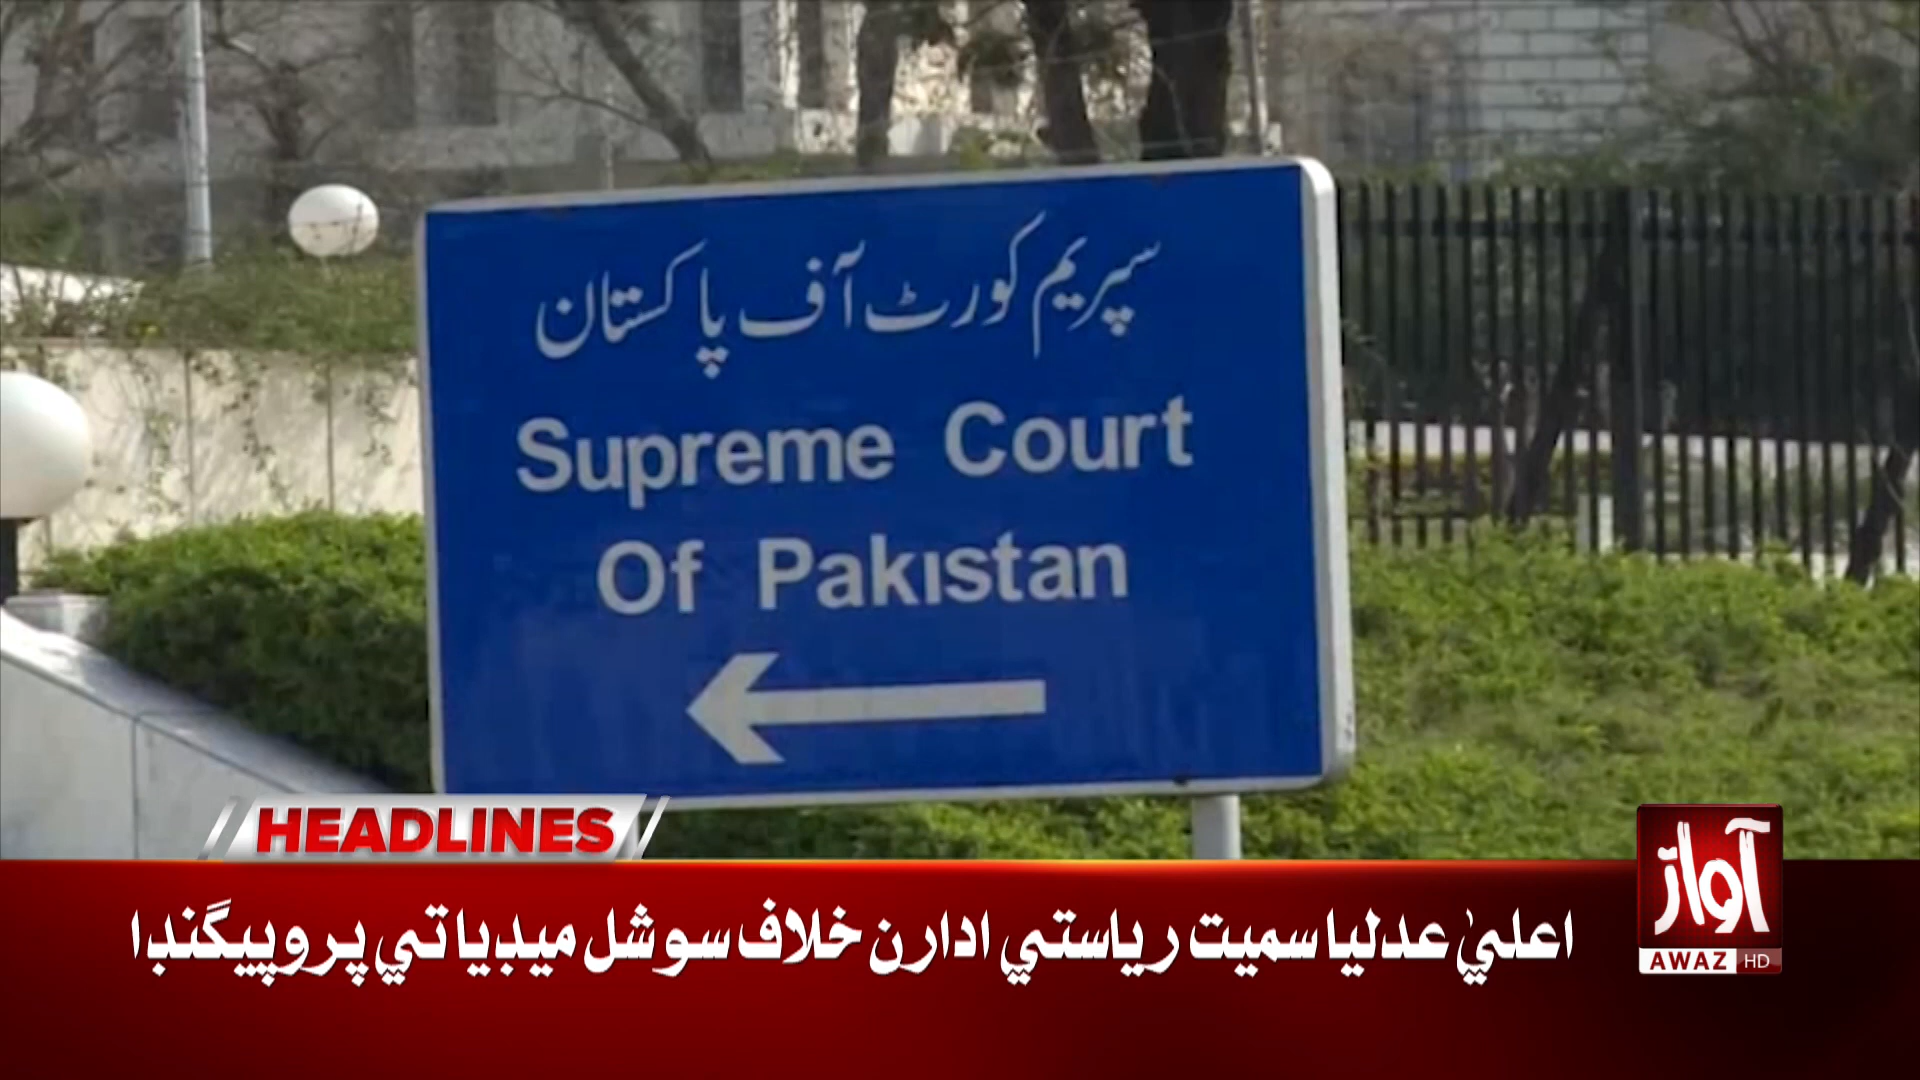 سپریم کورٹ آف پاکستان
Supreme Court
Of Pakistan
HEADLINES
اعليٰ عدليا سميت رياستي ادارن خلاف سوشل ميڊيا تي پروپيگنڊا
آواز
AWAZ HD